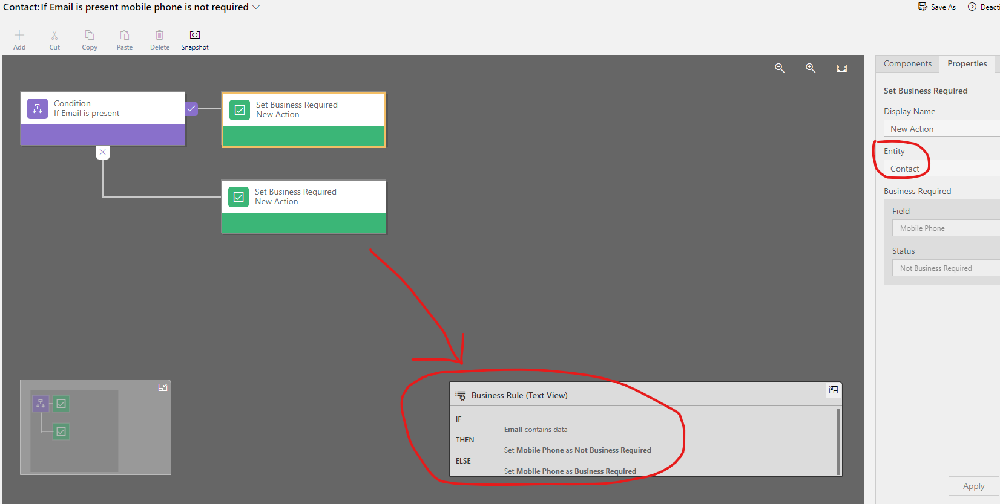 Contact: If Email is present mobile phone is not required
Save As
Deacti
Add
Cut
Copy
Paste
Delete
Snapshot
Components
Properties
Condition
If Email is present
Set Business Required
New Action
Set Business Required
New Action
Set Business Required
Display Name
New Action
Entity
Contact
Business Required
Field
Mobile Phone
Status
Not Business Required
Business Rule (Text View)
IF
Email contains data
THEN
Set Mobile Phone as Not Business Required
ELSE
Set Mobile Phone as Business Required
Apply